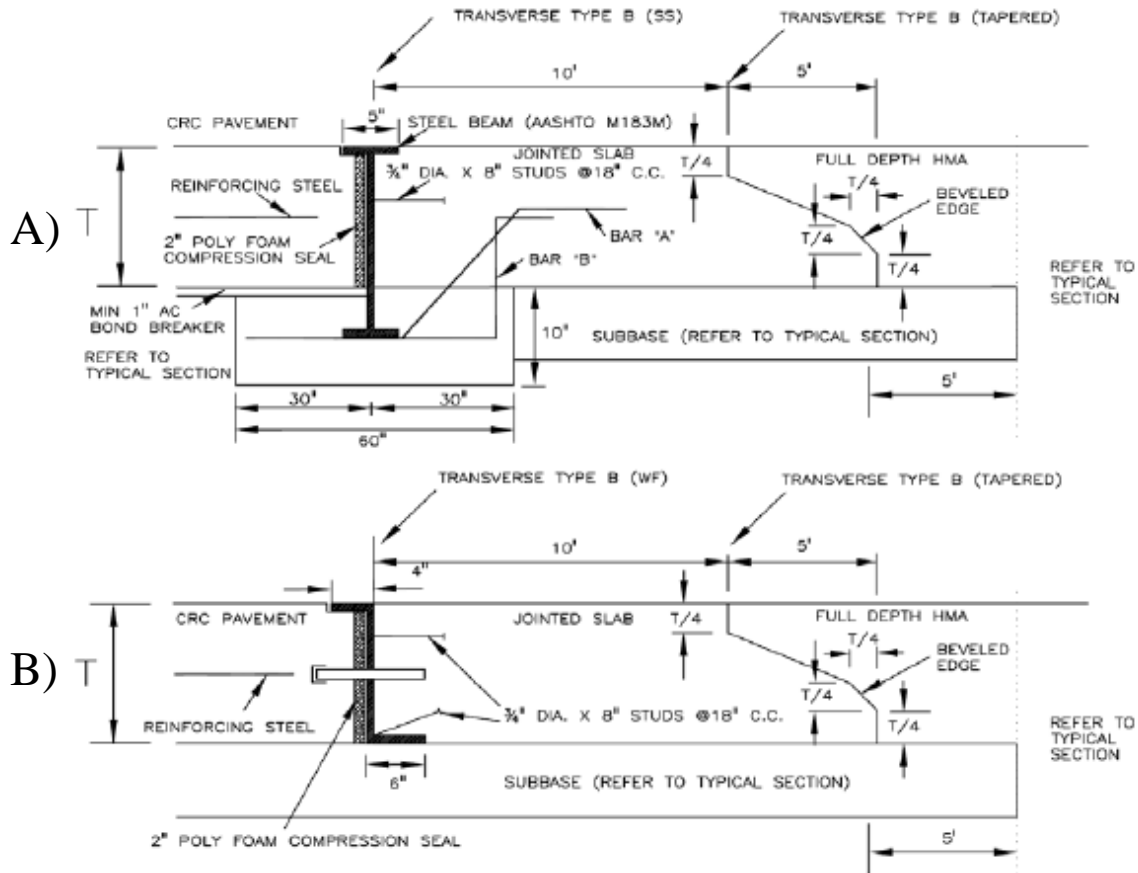 TRANSVERSE TYPE B (SS)
TRANSVERSE TYPE B (TAPERED)
10'
5'
5"
CRC PAVEMENT
STEEL BEAM (AASHTO M183M)
JOINTED SLAB
¾" DIA. X 8" STUDS @18" C.C.
T/4
FULL DEPTH HMA
T/4
BEVELED
EDGE
REINFORCING STEEL
A)
T
2" POLY FOAM
COMPRESSION SEAL
BAR "A"
BAR "B"
T/4
T/4
REFER TO
TYPICAL
SECTION
MIN 1" AC
BOND BREAKER
10"
SUBBASE (REFER TO TYPICAL SECTION)
REFER TO
TYPICAL SECTION
5'
30"
30"
60"
TRANSVERSE TYPE B (WF)
TRANSVERSE TYPE B (TAPERED)
10'
5'
4"
CRC PAVEMENT
JOINTED SLAB
T/4
FULL DEPTH HMA
T/4
BEVELED
EDGE
B)
T
REINFORCING STEEL
¾" DIA. X 8" STUDS @18" C.C.
T/4
T/4
REFER TO
TYPICAL
SECTION
6"
SUBBASE (REFER TO TYPICAL SECTION)
2" POLY FOAM COMPRESSION SEAL
5'